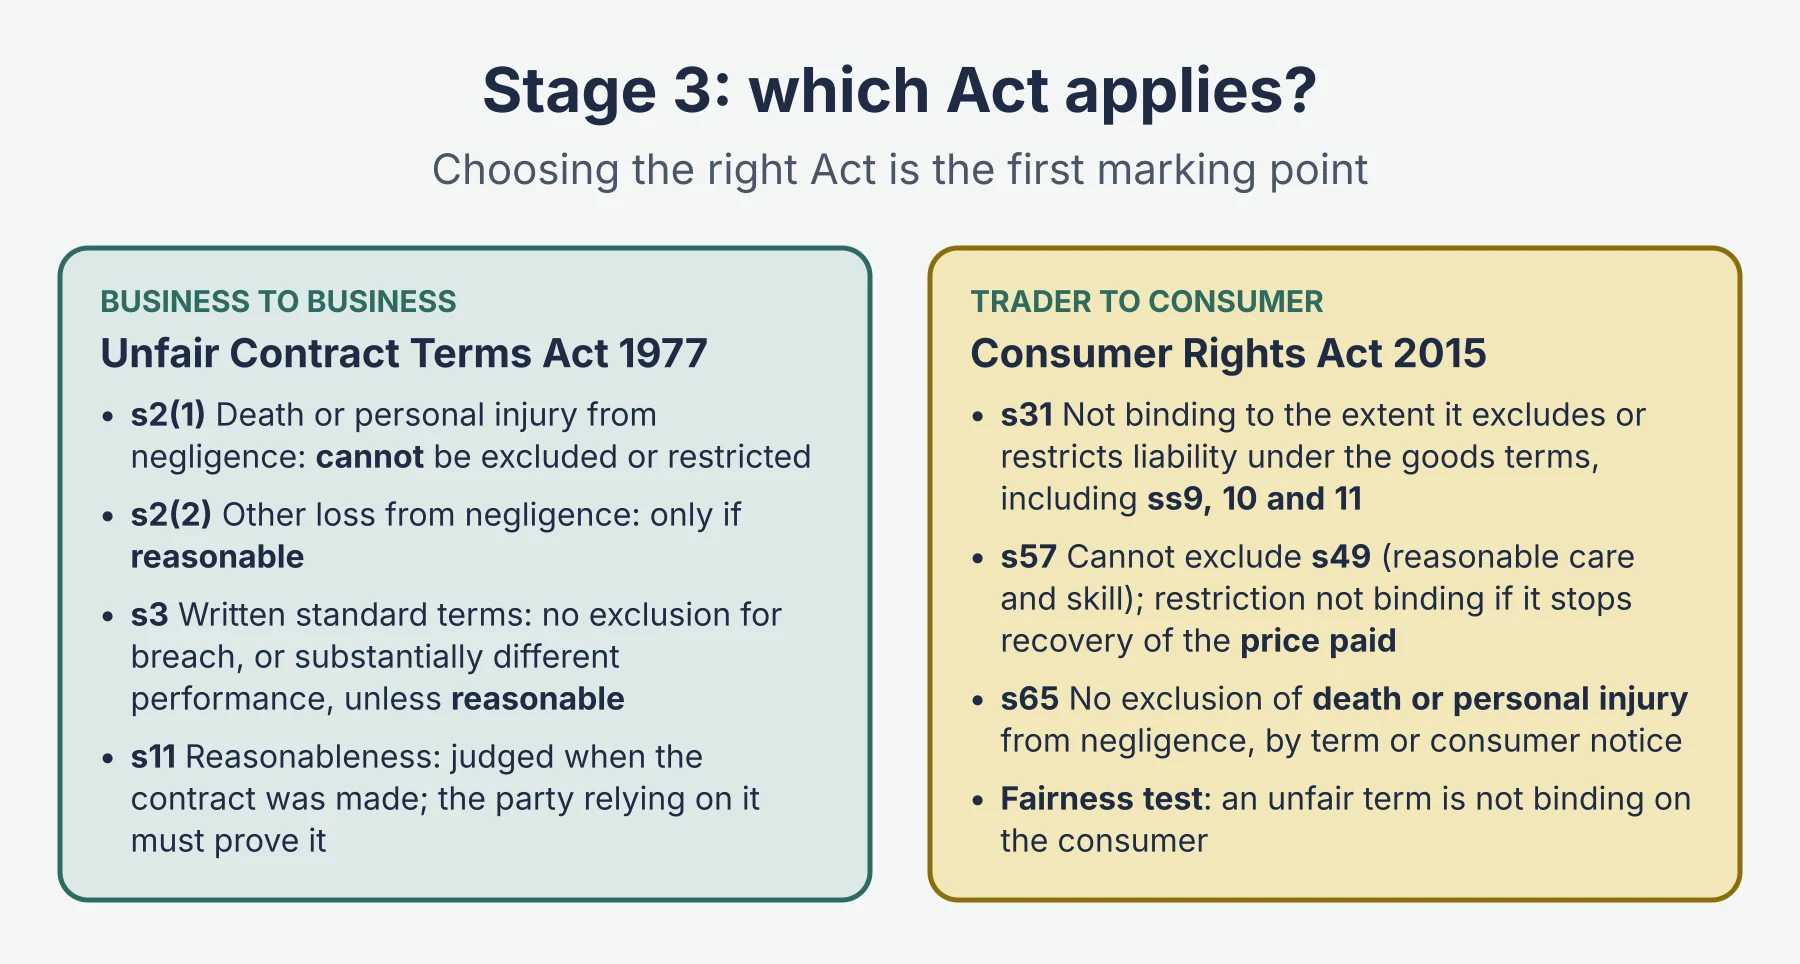 Stage 3: which Act applies?
Choosing the right Act is the first marking point
BUSINESS TO BUSINESS
Unfair Contract Terms Act 1977
• s2(1) Death or personal injury from
negligence: cannot be excluded or restricted
• s2(2) Other loss from negligence: only if
reasonable
• s3 Written standard terms: no exclusion for
breach, or substantially different
performance, unless reasonable
• s11 Reasonableness: judged when the
contract was made; the party relying on it
must prove it
TRADER TO CONSUMER
Consumer Rights Act 2015
• s31 Not binding to the extent it excludes or
restricts liability under the goods terms,
including ss9, 10 and 11
• s57 Cannot exclude s49 (reasonable care
and skill); restriction not binding if it stops
recovery of the price paid
• s65 No exclusion of death or personal injury
from negligence, by term or consumer notice
• Fairness test: an unfair term is not binding on
the consumer